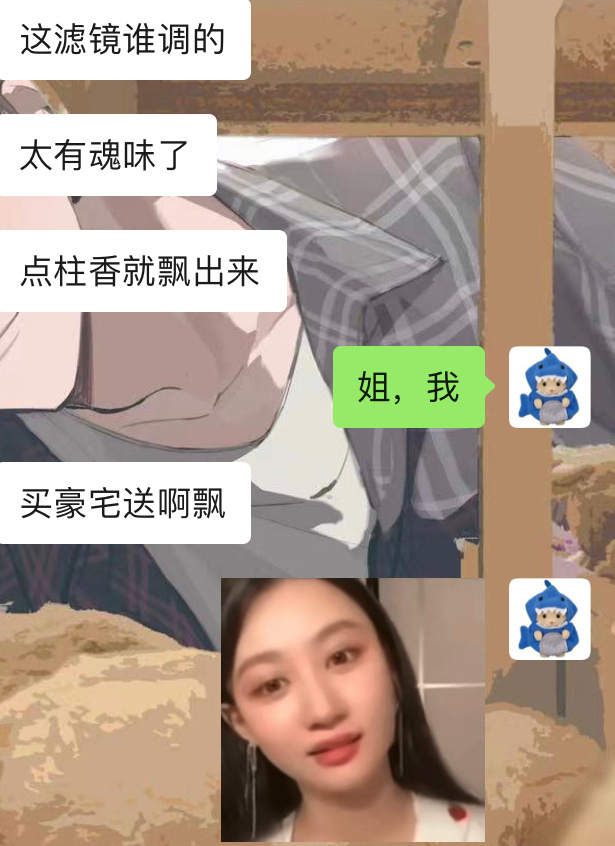 这滤镜谁调的
太有魂味了
点柱香就飘出来
姐，我
买豪宅送啊飘